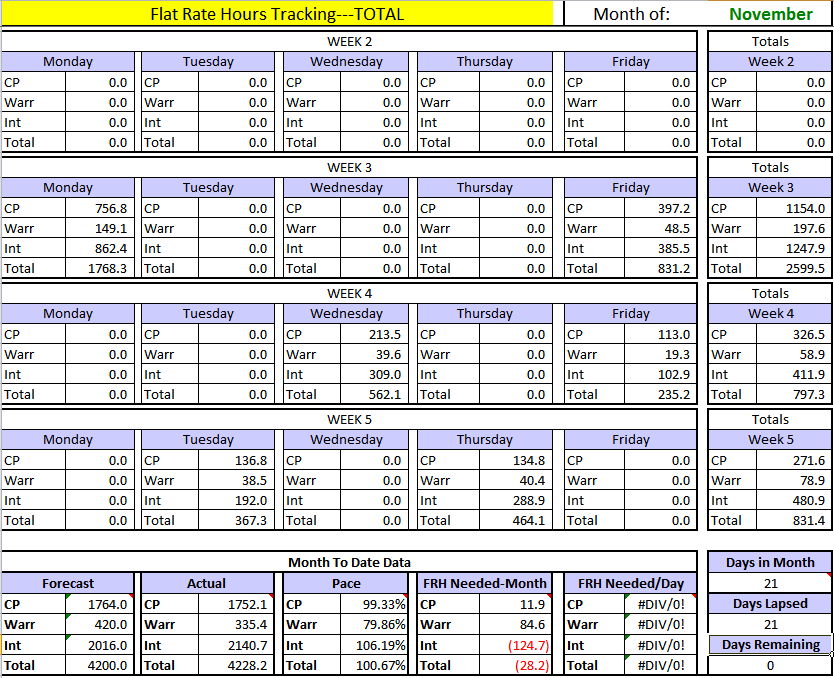 Flat Rate Hours Tracking---TOTAL Month of: November
WEEK 2 Totals
Monday Tuesday Wednesday Thursday Friday Week 2
CP 0.0 CP 0.0 CP 0.0 CP 0.0 CP 0.0 CP 0.0
Warr 0.0 Warr 0.0 Warr 0.0 Warr 0.0 Warr 0.0 Warr 0.0
Int 0.0 Int 0.0 Int 0.0 Int 0.0 Int 0.0 Int 0.0
Total 0.0 Total 0.0 Total 0.0 Total 0.0 Total 0.0 Total 0.0
WEEK 3 Totals
Monday Tuesday Wednesday Thursday Friday Week 3
CP 756.8 CP 0.0 CP 0.0 CP 0.0 CP 397.2 CP 1154.0
Warr 149.1 Warr 0.0 Warr 0.0 Warr 0.0 Warr 48.5 Warr 197.6
Int 862.4 Int 0.0 Int 0.0 Int 0.0 Int 385.5 Int 1247.9
Total 1768.3 Total 0.0 Total 0.0 Total 0.0 Total 831.2 Total 2599.5
WEEK 4 Totals
Monday Tuesday Wednesday Thursday Friday Week 4
CP 0.0 CP 0.0 CP 213.5 CP 0.0 CP 113.0 CP 326.5
Warr 0.0 Warr 0.0 Warr 39.6 Warr 0.0 Warr 19.3 Warr 58.9
Int 0.0 Int 0.0 Int 309.0 Int 0.0 Int 102.9 Int 411.9
Total 0.0 Total 0.0 Total 562.1 Total 0.0 Total 235.2 Total 797.3
WEEK 5 Totals
Monday Tuesday Wednesday Thursday Friday Week 5
CP 0.0 CP 136.8 CP 0.0 CP 134.8 CP 0.0 CP 271.6
Warr 0.0 Warr 38.5 Warr 0.0 Warr 40.4 Warr 0.0 Warr 78.9
Int 0.0 Int 192.0 Int 0.0 Int 288.9 Int 0.0 Int 480.9
Total 0.0 Total 367.3 Total 0.0 Total 464.1 Total 0.0 Total 831.4
Month To Date Data Days in Month
Forecast Actual Pace FRH Needed-Month FRH Needed/Day 21
CP 1764.0 CP 1752.1 CP 99.33% CP 11.9 CP #DIV/0! Days Lapsed
Warr 420.0 Warr 335.4 Warr 79.86% Warr 84.6 Warr #DIV/0! 21
Int 2016.0 Int 2140.7 Int 106.19% Int (124.7) Int #DIV/0! Days Remaining
Total 4200.0 Total 4228.2 Total 100.67% Total (28.2) Total #DIV/0! 0